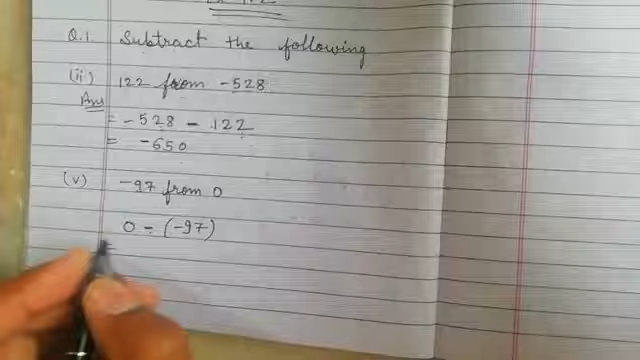 Q.1 Subtract the following
(ii) 122 from -528
Ans
= -528 - 122
= -650
(v) -97 from 0
0 - (-97)